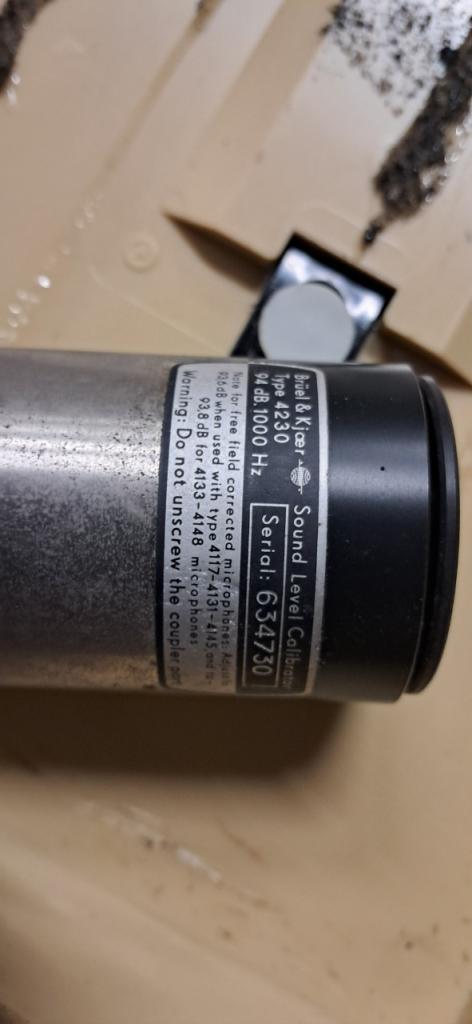 Brüel & Kjær Sound Level Calibrator
Type 4230
94 dB, 1000 Hz
Serial: 634730
Note for free field corrected microphones: Adjust
93,6 dB when used with type 4117-4131-4145, and to
93,8 dB for 4133-4148 microphones
Warning: Do not unscrew the coupler part